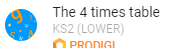 The 4 times table
KS2 (LOWER)
PRODIGI